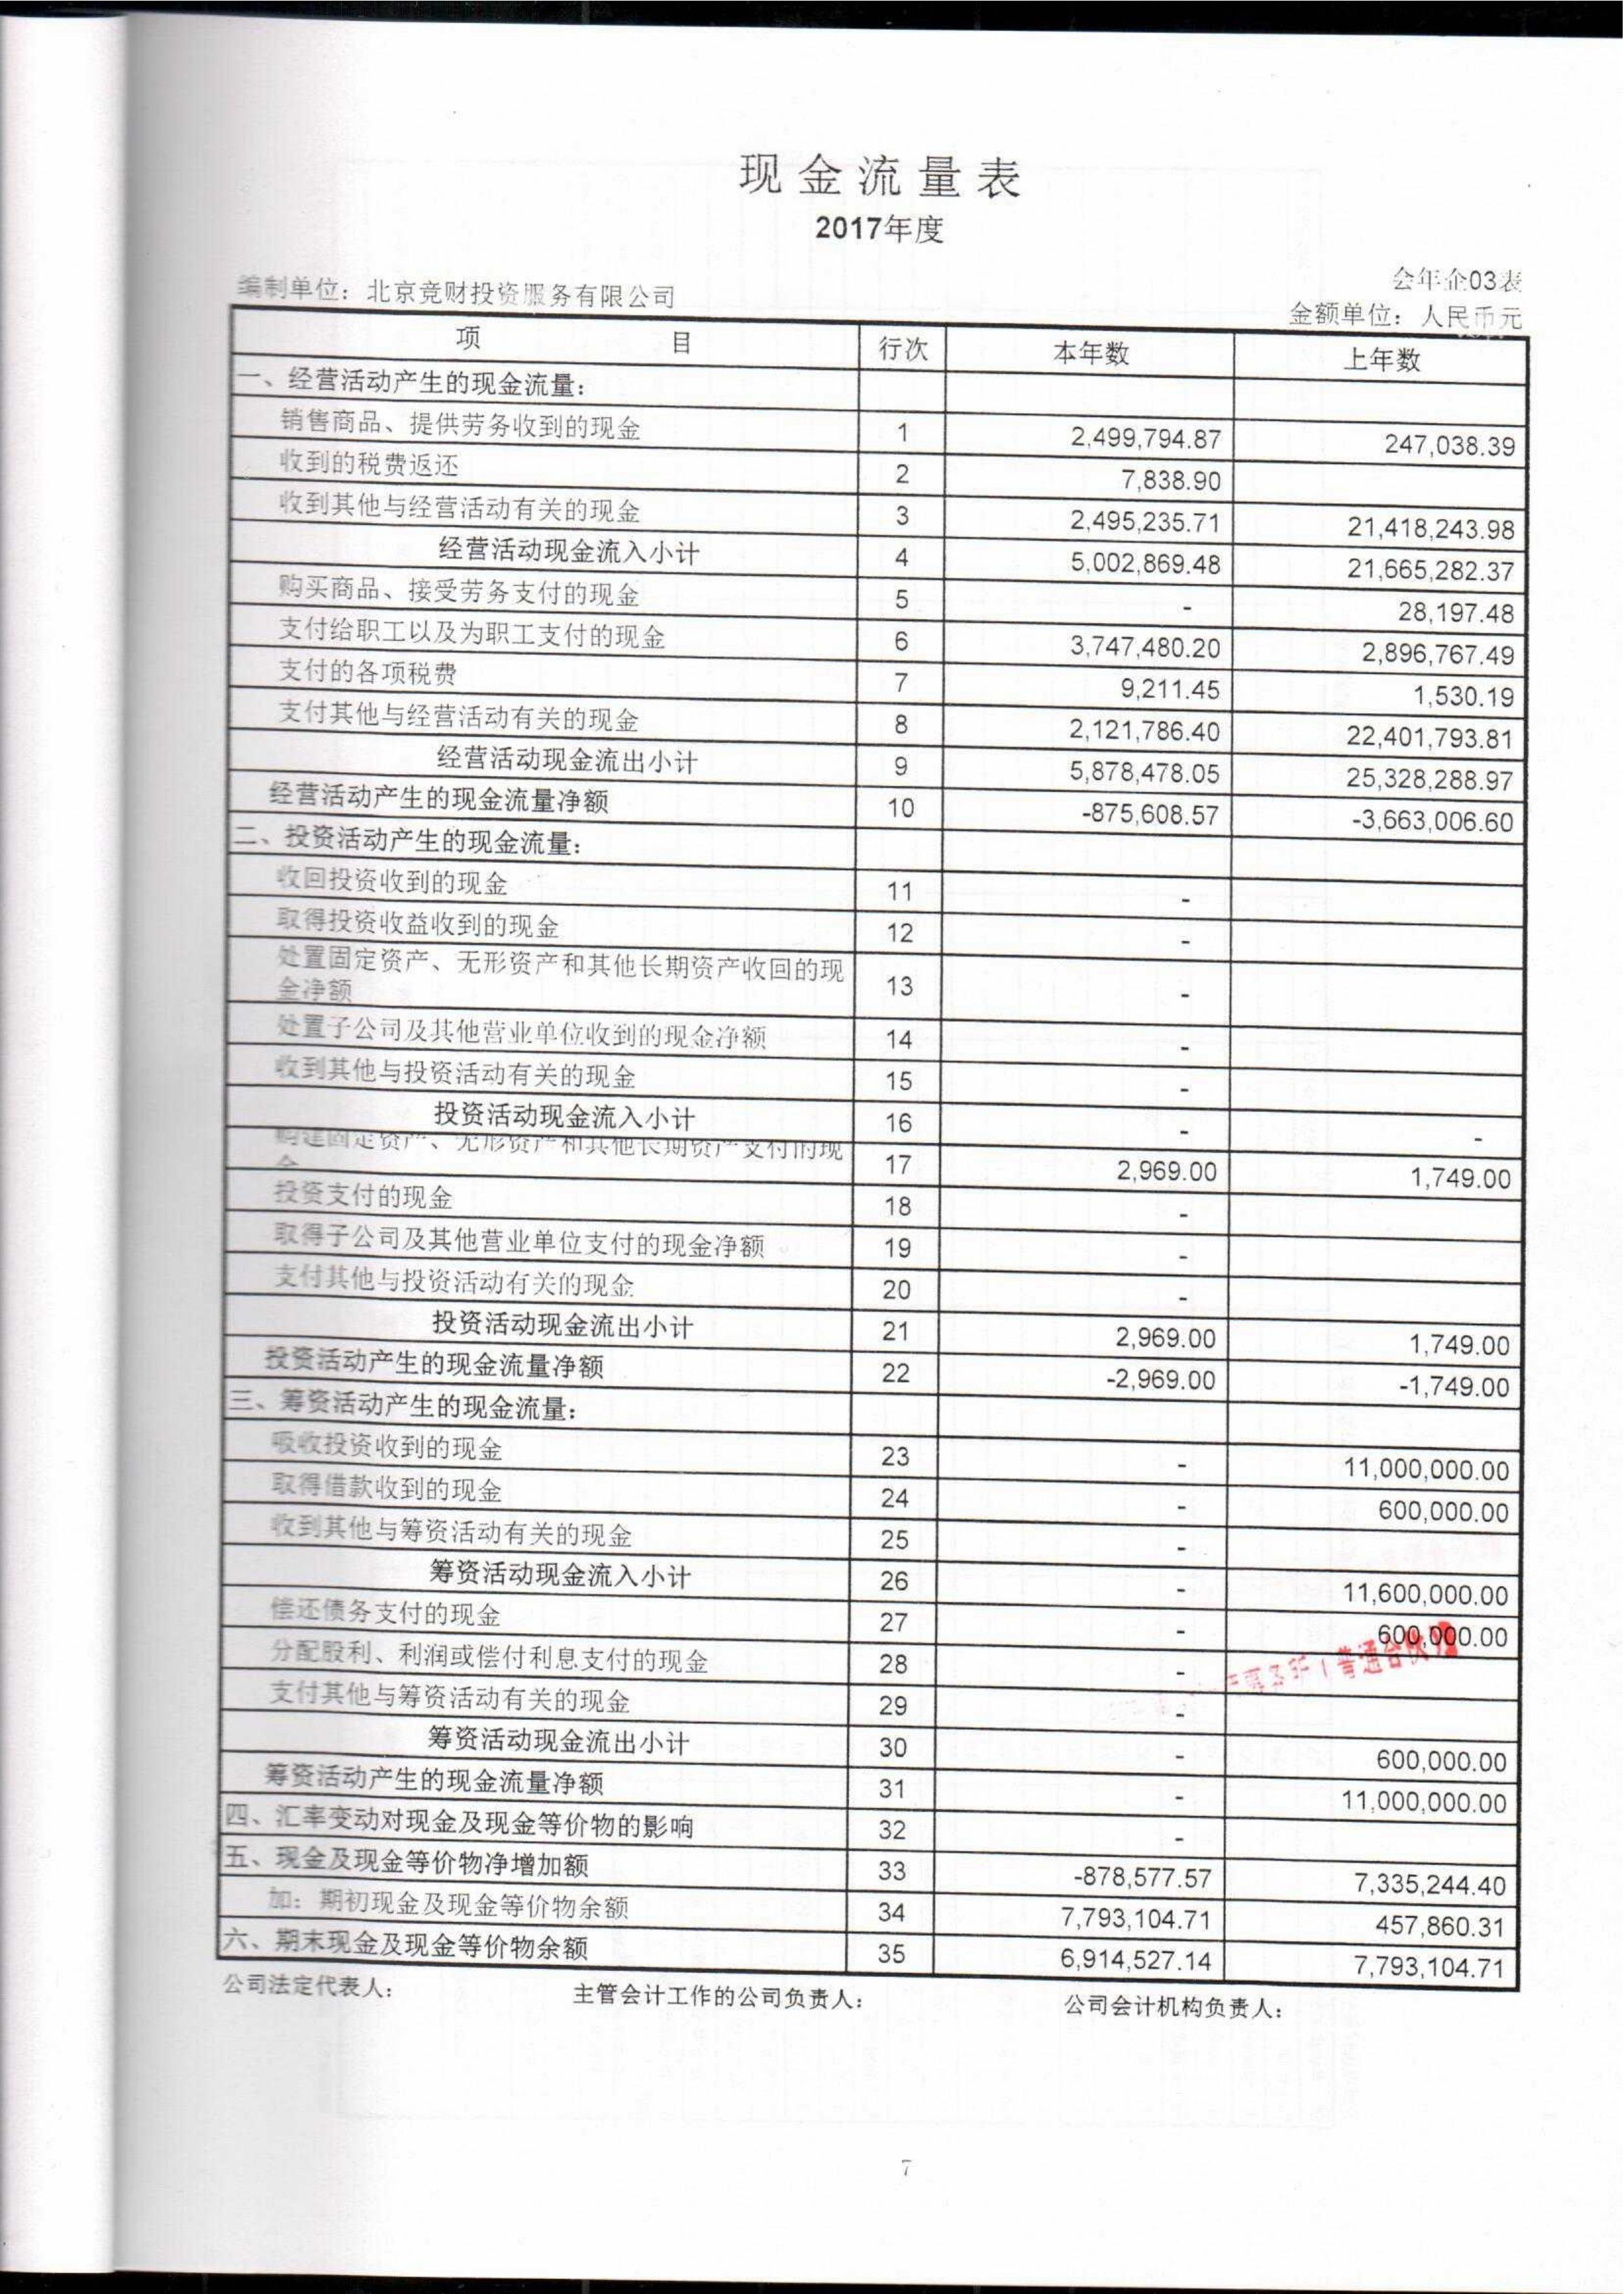 现金流量表
2017年度
会年企03表
编制单位：北京竞财投资服务有限公司
金额单位：人民币元
项 目 行次 本年数 上年数
一、经营活动产生的现金流量：
销售商品、提供劳务收到的现金 1 2,499,794.87 247,038.39
收到的税费返还 2 7,838.90
收到其他与经营活动有关的现金 3 2,495,235.71 21,418,243.98
经营活动现金流入小计 4 5,002,869.48 21,665,282.37
购买商品、接受劳务支付的现金 5 - 28,197.48
支付给职工以及为职工支付的现金 6 3,747,480.20 2,896,767.49
支付的各项税费 7 9,211.45 1,530.19
支付其他与经营活动有关的现金 8 2,121,786.40 22,401,793.81
经营活动现金流出小计 9 5,878,478.05 25,328,288.97
经营活动产生的现金流量净额 10 -875,608.57 -3,663,006.60
二、投资活动产生的现金流量：
收回投资收到的现金 11 -
取得投资收益收到的现金 12 -
处置固定资产、无形资产和其他长期资产收回的现
金净额 13 -
处置子公司及其他营业单位收到的现金净额 14 -
收到其他与投资活动有关的现金 15 -
投资活动现金流入小计 16 - -
购建固定资产、无形资产和其他长期资产支付的现
金 17 2,969.00 1,749.00
投资支付的现金 18 -
取得子公司及其他营业单位支付的现金净额 19 -
支付其他与投资活动有关的现金 20 -
投资活动现金流出小计 21 2,969.00 1,749.00
投资活动产生的现金流量净额 22 -2,969.00 -1,749.00
三、筹资活动产生的现金流量：
吸收投资收到的现金 23 - 11,000,000.00
取得借款收到的现金 24 - 600,000.00
收到其他与筹资活动有关的现金 25 -
筹资活动现金流入小计 26 - 11,600,000.00
偿还债务支付的现金 27 - 600,000.00
分配股利、利润或偿付利息支付的现金 28 -
支付其他与筹资活动有关的现金 29 -
筹资活动现金流出小计 30 - 600,000.00
筹资活动产生的现金流量净额 31 - 11,000,000.00
四、汇率变动对现金及现金等价物的影响 32 -
五、现金及现金等价物净增加额 33 -878,577.57 7,335,244.40
加：期初现金及现金等价物余额 34 7,793,104.71 457,860.31
六、期末现金及现金等价物余额 35 6,914,527.14 7,793,104.71
公司法定代表人： 主管会计工作的公司负责人： 公司会计机构负责人：
7